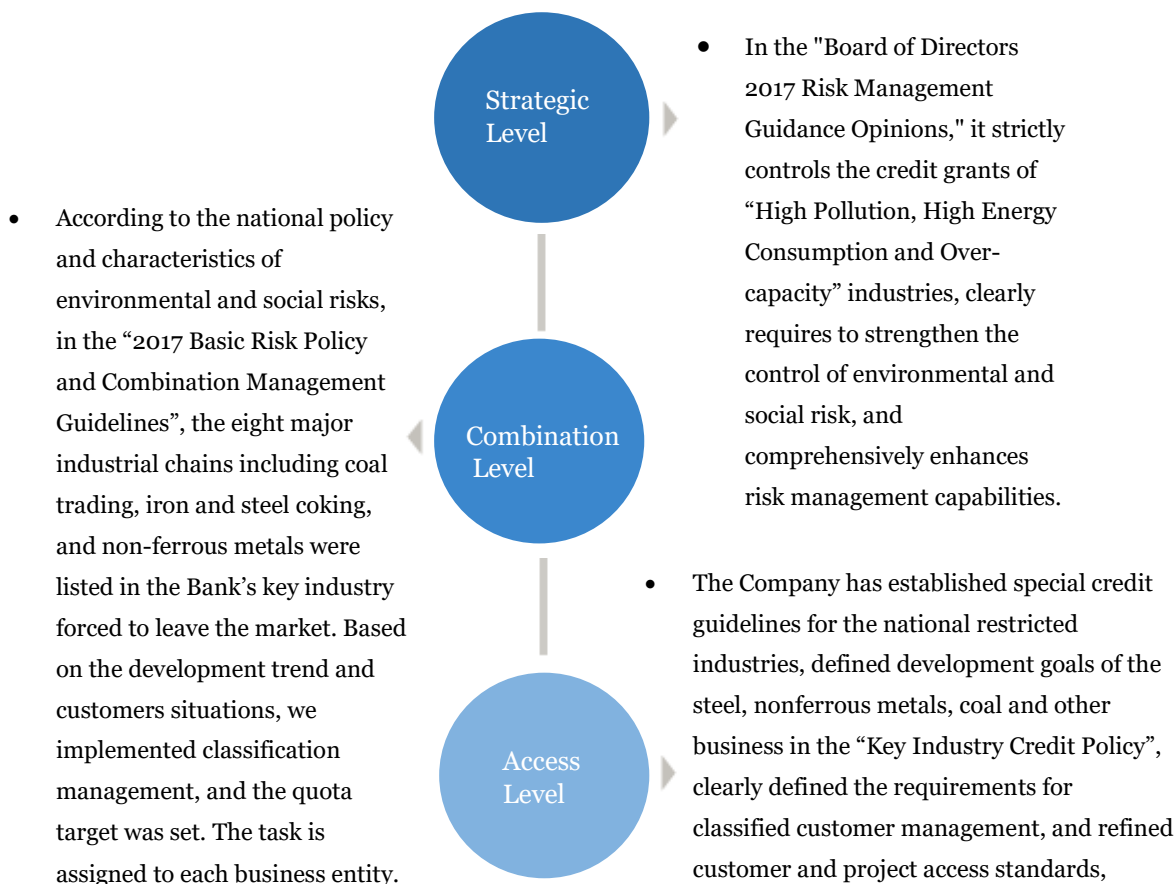 Strategic
Level
• In the "Board of Directors
2017 Risk Management
Guidance Opinions," it strictly
controls the credit grants of
“High Pollution, High Energy
Consumption and Over-
capacity” industries, clearly
requires to strengthen the
control of environmental and
social risk, and
comprehensively enhances
risk management capabilities.
• According to the national policy
and characteristics of
environmental and social risks,
in the “2017 Basic Risk Policy
and Combination Management
Guidelines”, the eight major
industrial chains including coal
trading, iron and steel coking,
and non-ferrous metals were
listed in the Bank’s key industry
forced to leave the market. Based
on the development trend and
customers situations, we
implemented classification
management, and the quota
target was set. The task is
assigned to each business entity.
Combination
Level
Access
Level
• The Company has established special credit
guidelines for the national restricted
industries, defined development goals of the
steel, nonferrous metals, coal and other
business in the “Key Industry Credit Policy”,
clearly defined the requirements for
classified customer management, and refined
customer and project access standards,